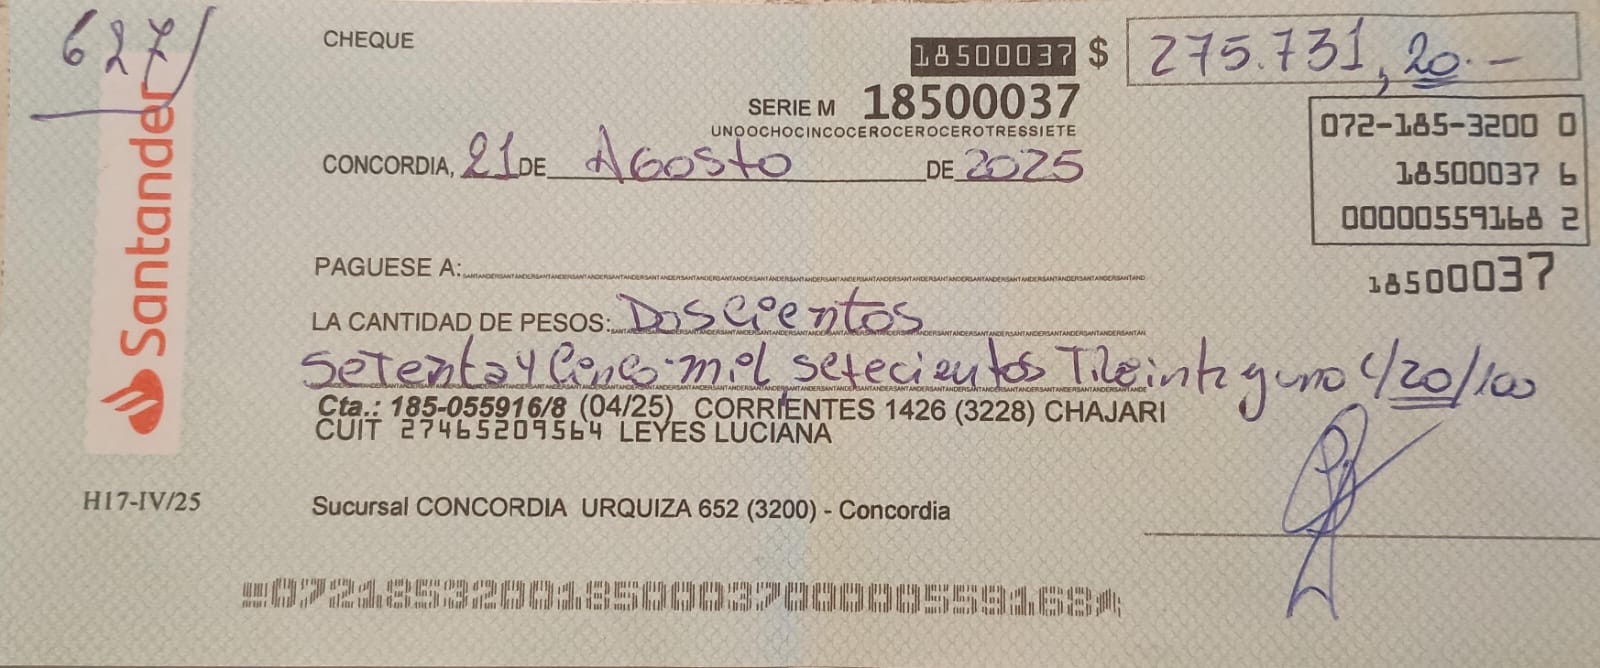 627/
Santander
CHEQUE
18500037 $ 275.731,20.-
SERIE M 18500037
UNOOCHOCINCOCEROCEROCEROTRESSIETE
072-185-3200 0
18500037 6
00000559168 2
18500037
CONCORDIA, 21 DE Agosto DE 2025
PAGUESE A:
LA CANTIDAD DE PESOS: Doscientos
Setenta y Cinco mil setecientos Treinta y uno c/20/100
Cta.: 185-055916/8 (04/25) CORRIENTES 1426 (3228) CHAJARI
CUIT 27465209564 LEYES LUCIANA
H17-IV/25
Sucursal CONCORDIA URQUIZA 652 (3200) - Concordia
07218532001850003700000559168